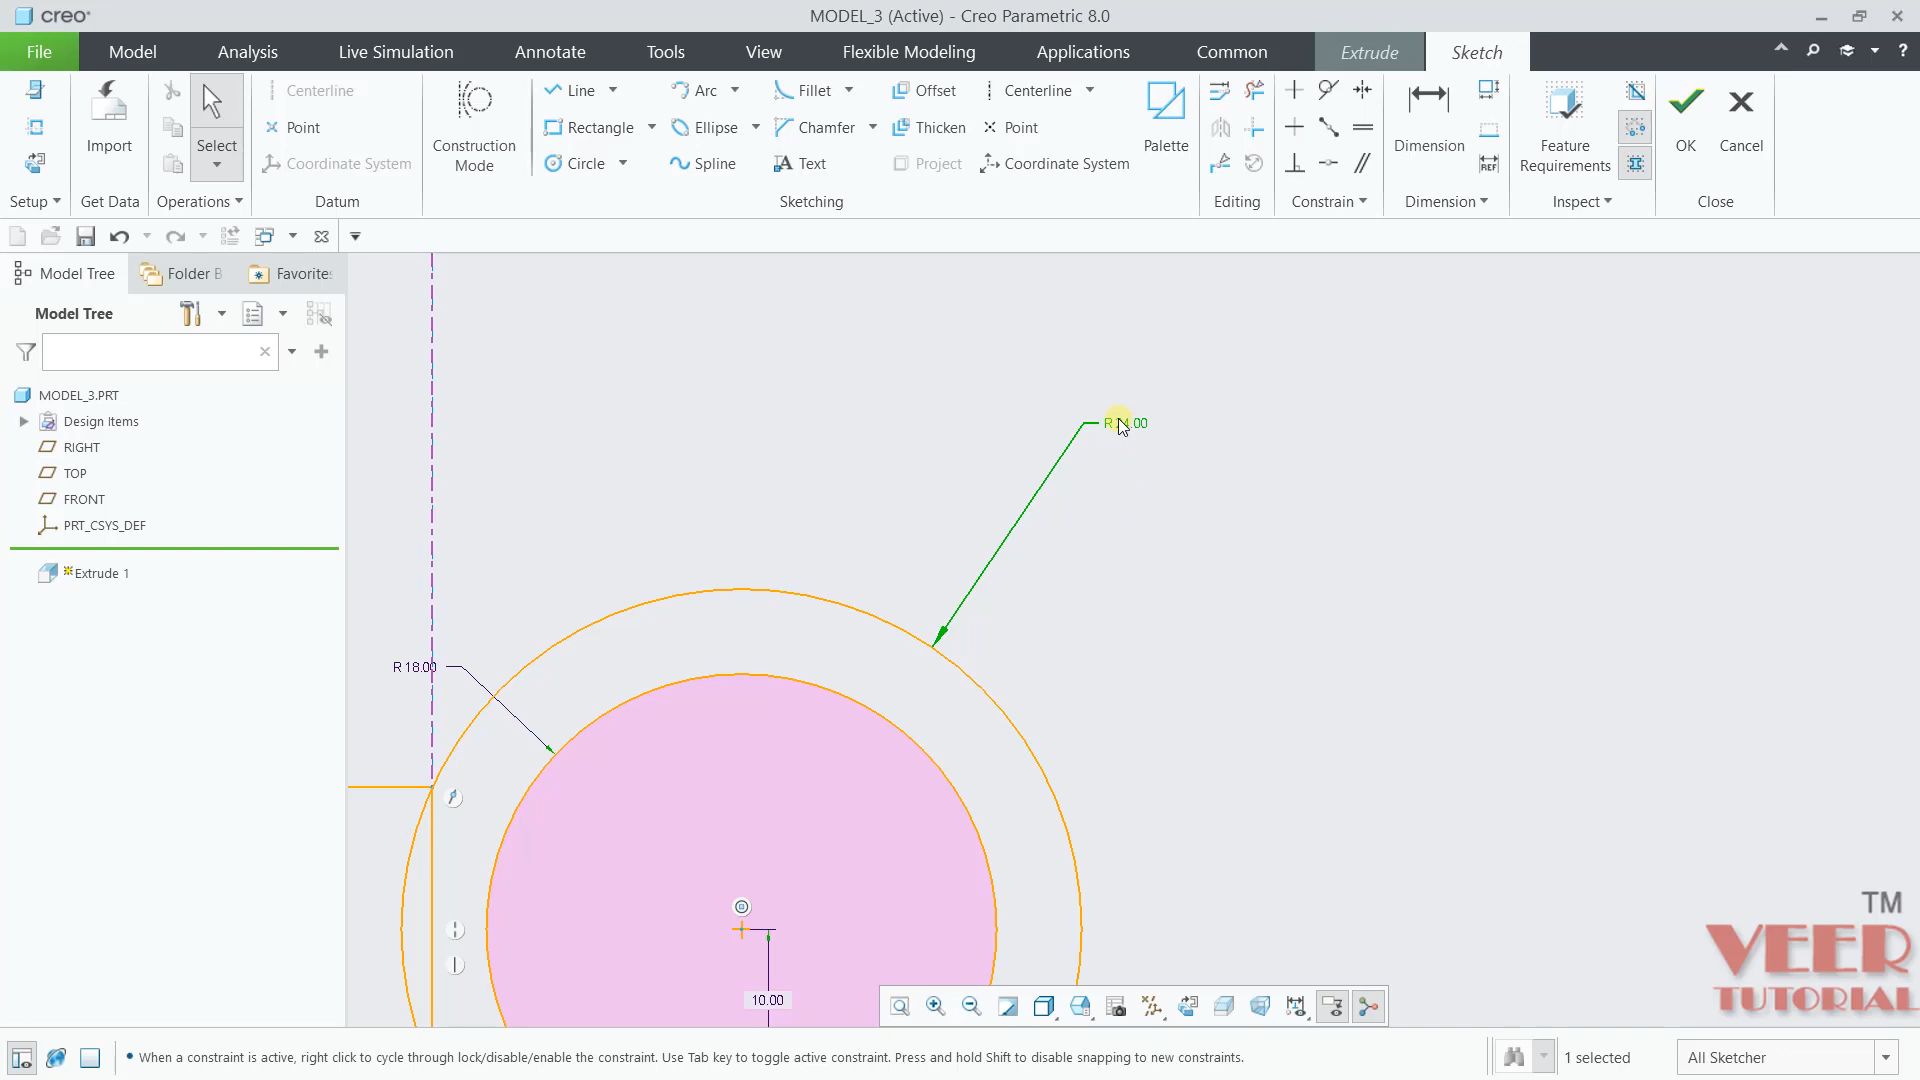 creo
MODEL_3 (Active) - Creo Parametric 8.0
File Model Analysis Live Simulation Annotate Tools View Flexible Modeling Applications Common Extrude Sketch
Import
Select
Centerline
Point
Coordinate System
Construction Mode
Line
Arc
Fillet
Offset
Centerline
Rectangle
Ellipse
Chamfer
Thicken
Point
Circle
Spline
Text
Project
Coordinate System
Palette
Dimension
REF
Feature Requirements
OK
Cancel
Setup Get Data Operations Datum Sketching Editing Constrain Dimension Inspect Close
Model Tree Folder B Favorites
Model Tree
MODEL_3.PRT
Design Items
RIGHT
TOP
FRONT
PRT_CSYS_DEF
Extrude 1
R 18.00
10.00
TM
VEER
TUTORIAL
When a constraint is active, right click to cycle through lock/disable/enable the constraint. Use Tab key to toggle active constraint. Press and hold Shift to disable snapping to new constraints.
1 selected
All Sketcher